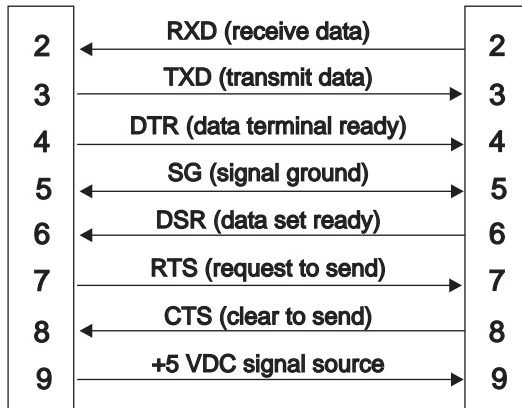 2 RXD (receive data) 2
3 TXD (transmit data) 3
4 DTR (data terminal ready) 4
5 SG (signal ground) 5
6 DSR (data set ready) 6
7 RTS (request to send) 7
8 CTS (clear to send) 8
9 +5 VDC signal source 9